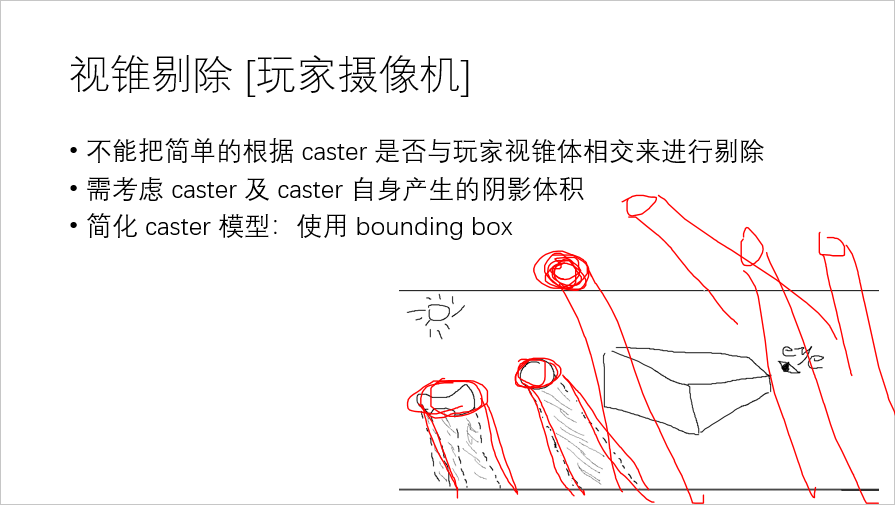 视锥剔除 [玩家摄像机]
• 不能把简单的根据 caster 是否与玩家视锥体相交来进行剔除
• 需考虑 caster 及 caster 自身产生的阴影体积
• 简化 caster 模型：使用 bounding box
eye